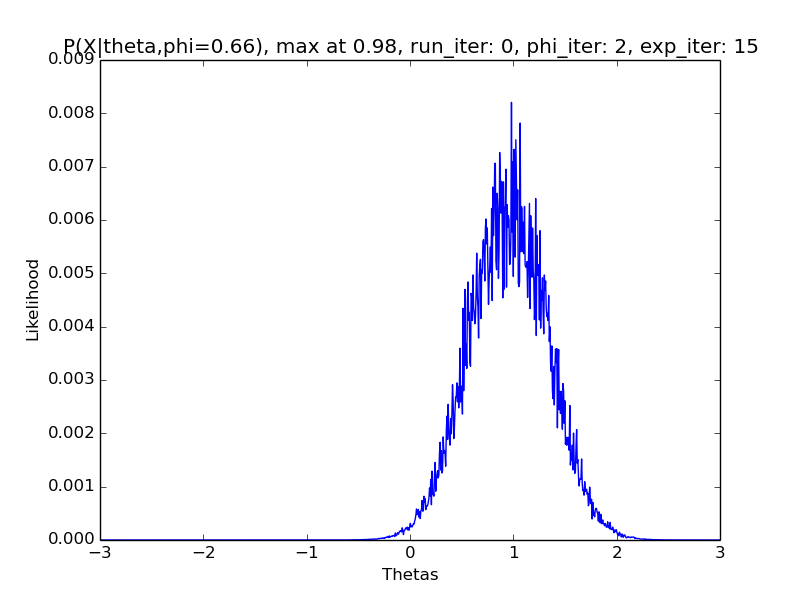 P(X|theta,phi=0.66), max at 0.98, run_iter: 0, phi_iter: 2, exp_iter: 15
0.009
0.008
0.007
0.006
0.005
0.004
0.003
0.002
0.001
0.000
Likelihood
−3 −2 −1 0 1 2 3
Thetas